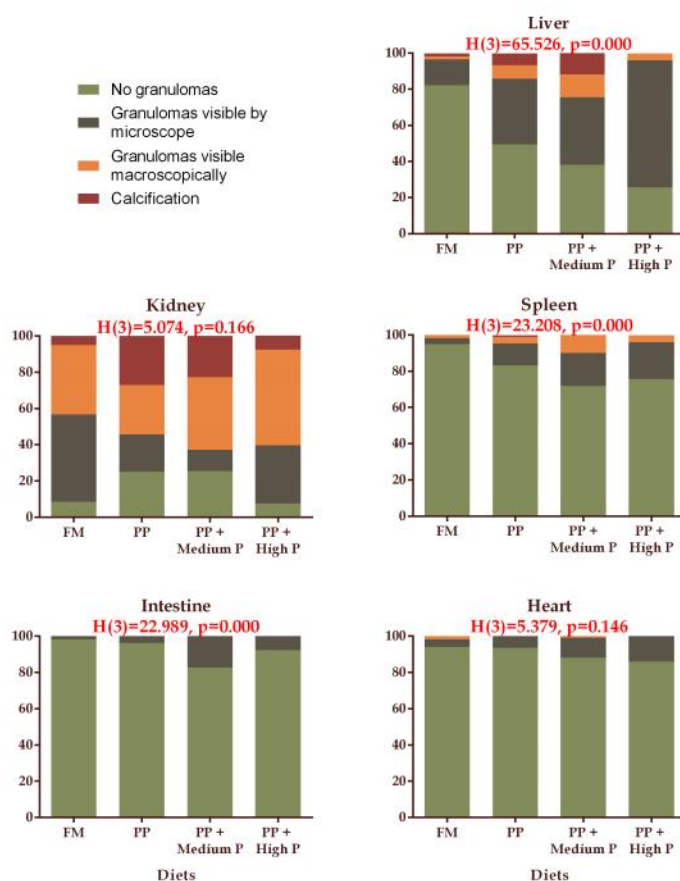 No granulomas
Granulomas visible by
microscope
Granulomas visible
macroscopically
Calcification
Liver
H(3)=65.526, p=0.000
100
80
60
40
20
0
FM
PP
PP +
Medium P
PP +
High P
Kidney
H(3)=5.074, p=0.166
100
80
60
40
20
0
FM
PP
PP +
Medium P
PP +
High P
Spleen
H(3)=23.208, p=0.000
100
80
60
40
20
0
FM
PP
PP +
Medium P
PP +
High P
Intestine
H(3)=22.989, p=0.000
100
80
60
40
20
0
FM
PP
PP +
Medium P
PP +
High P
Diets
Heart
H(3)=5.379, p=0.146
100
80
60
40
20
0
FM
PP
PP +
Medium P
PP +
High P
Diets